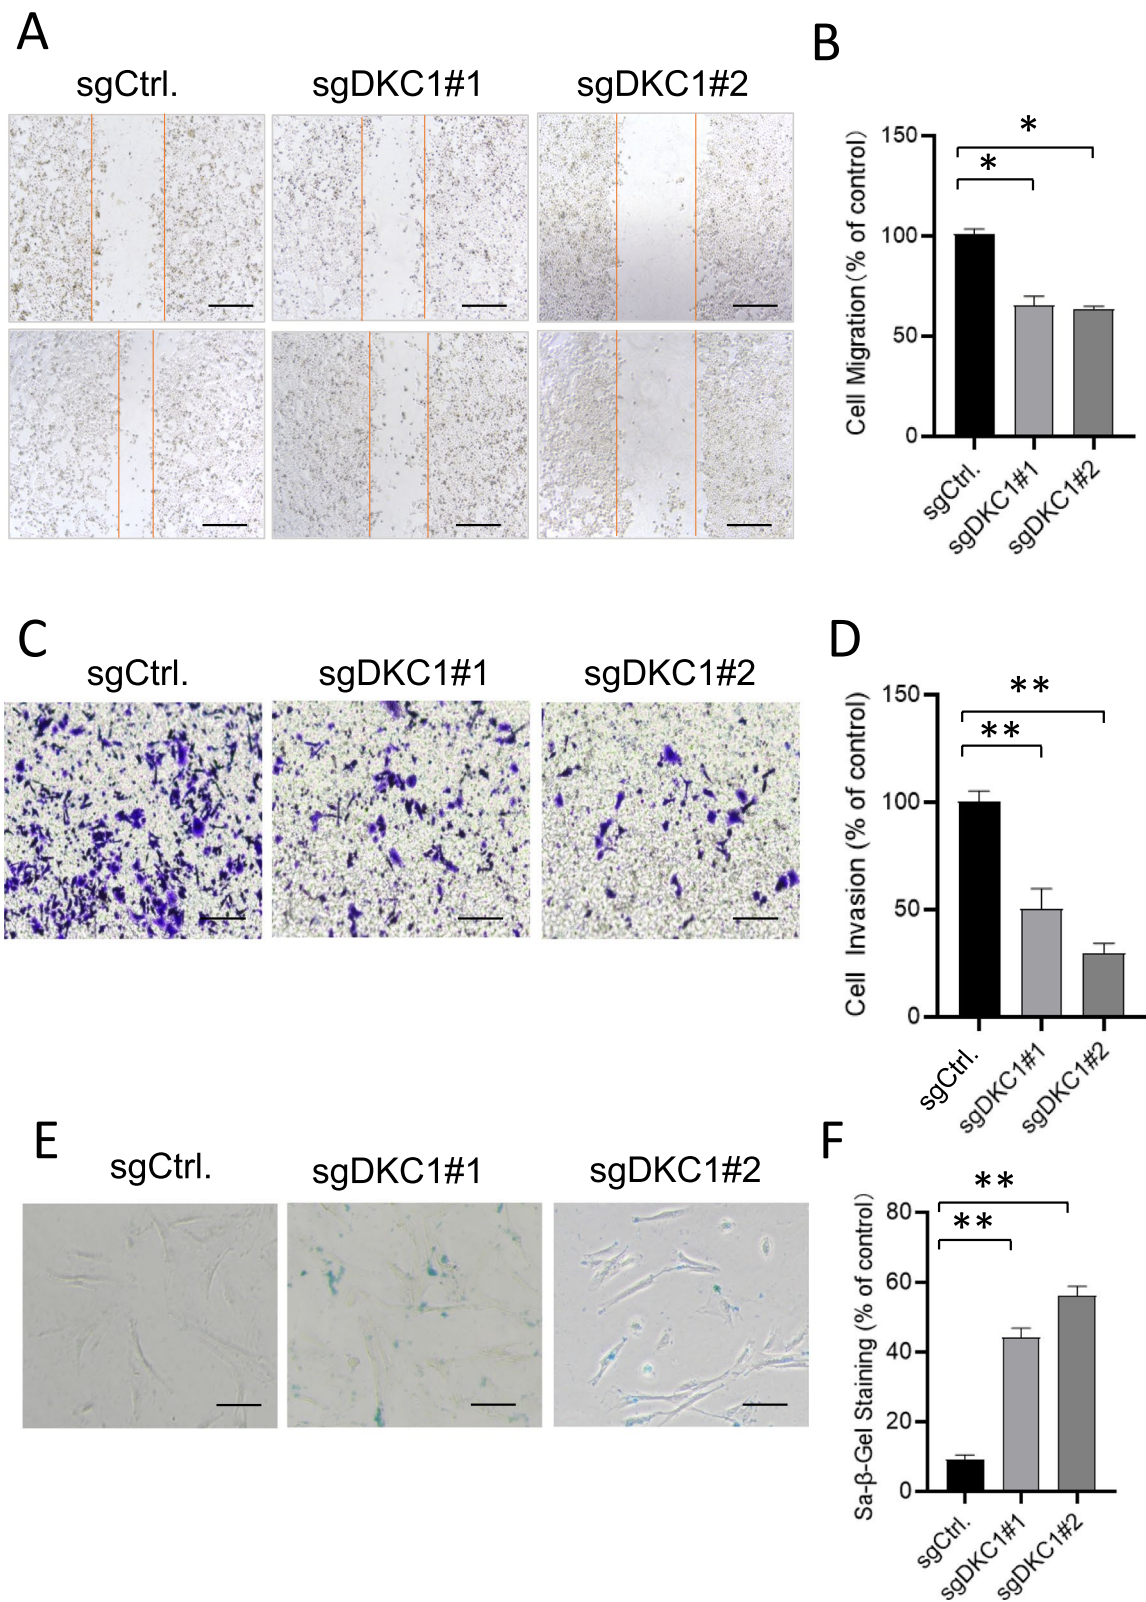 A
sgCtrl.
sgDKC1#1
sgDKC1#2
B
Cell Migration (% of control)
150
100
50
0
*
*
sgCtrl.
sgDKC1#1
sgDKC1#2
C
sgCtrl.
sgDKC1#1
sgDKC1#2
D
Cell Invasion (% of control)
150
100
50
0
**
**
sgCtrl.
sgDKC1#1
sgDKC1#2
E
sgCtrl.
sgDKC1#1
sgDKC1#2
F
Sa-β-Gel Staining (% of control)
80
60
40
20
0
**
**
sgCtrl.
sgDKC1#1
sgDKC1#2